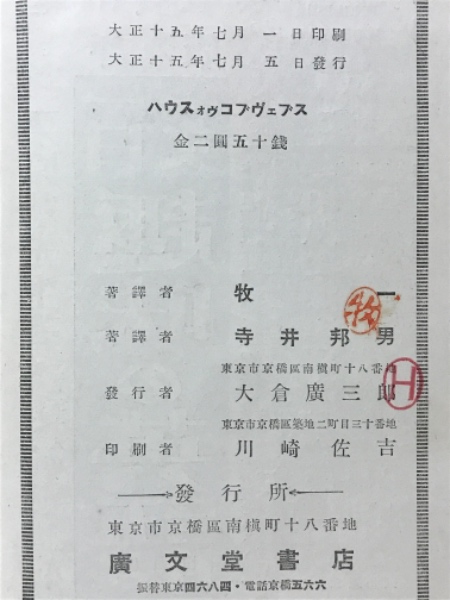 大正十五年七月一日印刷
大正十五年七月五日發行
ハウスオヴコブヴェブス
金二圓五十錢
著譯者 牧一
牧
著譯者 寺井邦男
東京市京橋區南槇町十八番地
發行者 大倉廣三郎
H
東京市京橋區築地二町目三十番地
印刷者 川崎佐吉
發行所
東京市京橋區南槇町十八番地
廣文堂書店
振替東京四六八四・電話京橋五六六